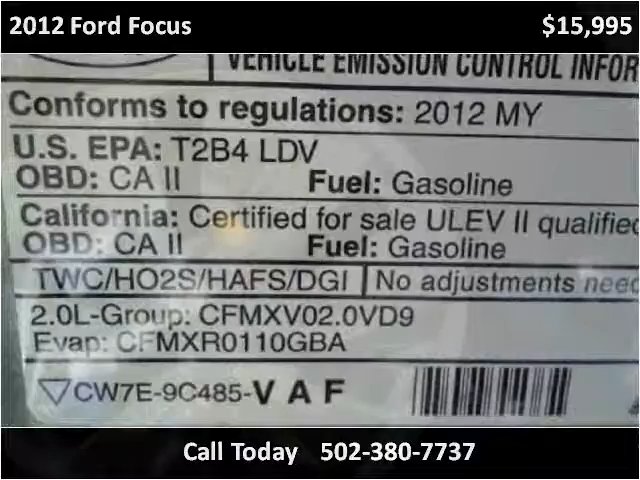 2012 Ford Focus $15,995
VEHICLE EMISSION CONTROL INFOR
Conforms to regulations: 2012 MY
U.S. EPA: T2B4 LDV
OBD: CA II Fuel: Gasoline
California: Certified for sale ULEV II qualified
OBD: CA II Fuel: Gasoline
TWC/HO2S/HAFS/DGI No adjustments need
2.0L-Group: CFMXV02.0VD9
Evap: CFMXR0110GBA
CW7E-9C485-V A F
Call Today 502-380-7737